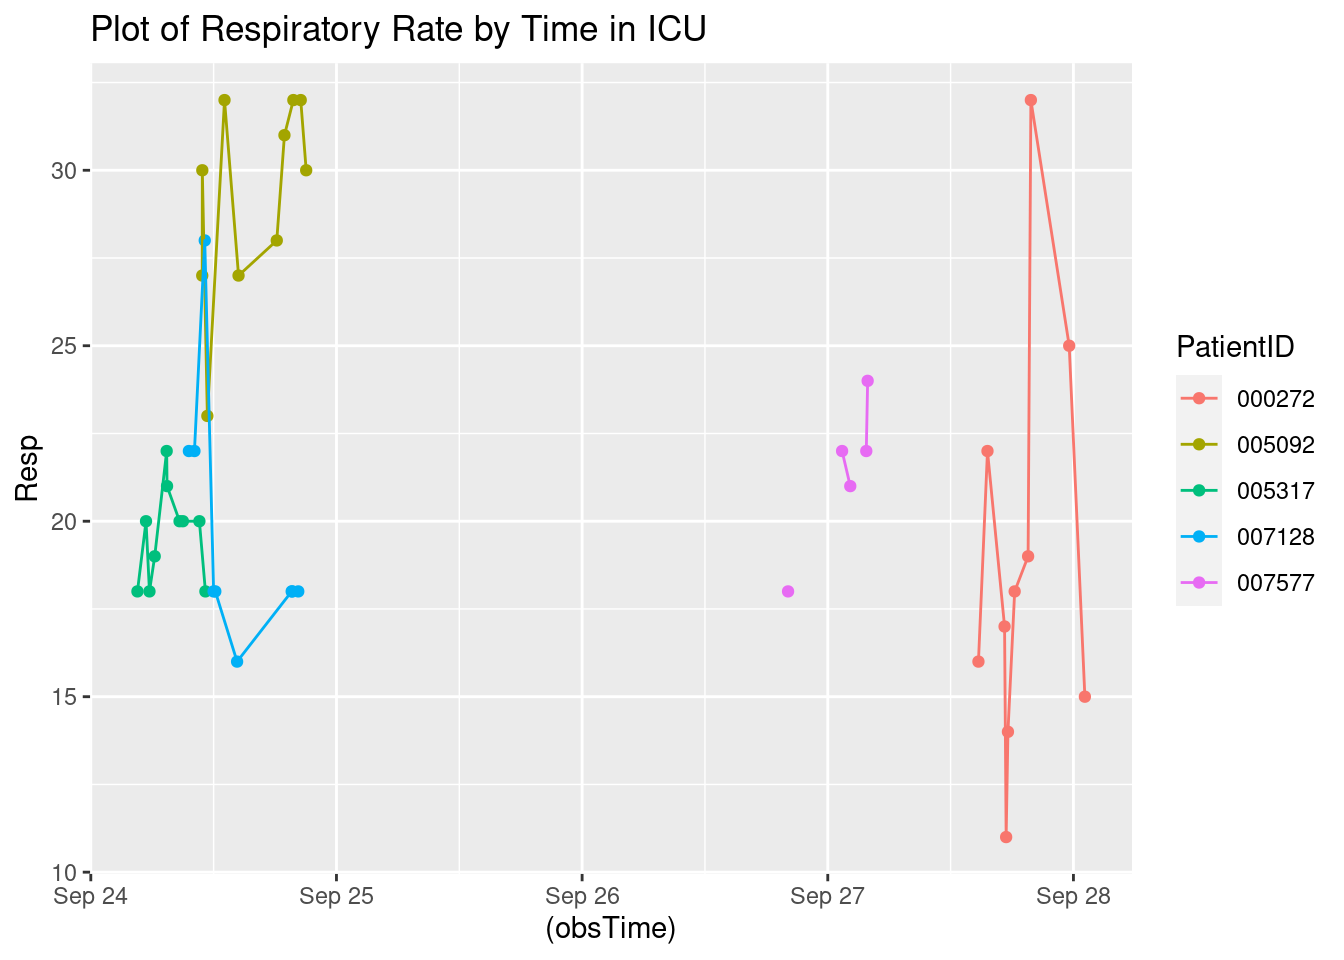 Plot of Respiratory Rate by Time in ICU
Resp
30
25
20
15
10
Sep 24
Sep 25
Sep 26
Sep 27
Sep 28
(obsTime)
PatientID
000272
005092
005317
007128
007577